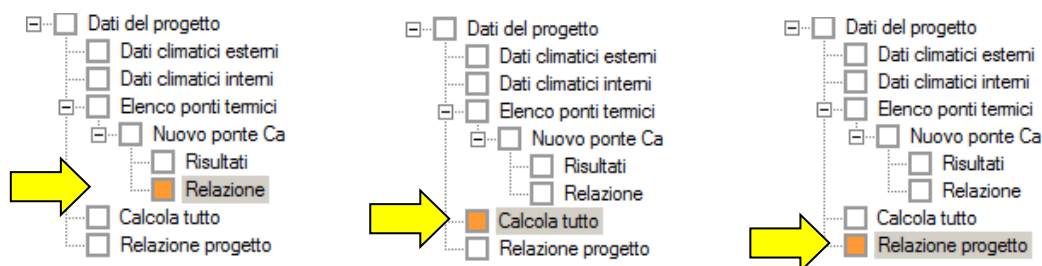 Dati del progetto
Dati climatici esterni
Dati climatici interni
Elenco ponti termici
Nuovo ponte Ca
Risultati
Relazione
Calcola tutto
Relazione progetto
Dati del progetto
Dati climatici esterni
Dati climatici interni
Elenco ponti termici
Nuovo ponte Ca
Risultati
Relazione
Calcola tutto
Relazione progetto
Dati del progetto
Dati climatici esterni
Dati climatici interni
Elenco ponti termici
Nuovo ponte Ca
Risultati
Relazione
Calcola tutto
Relazione progetto